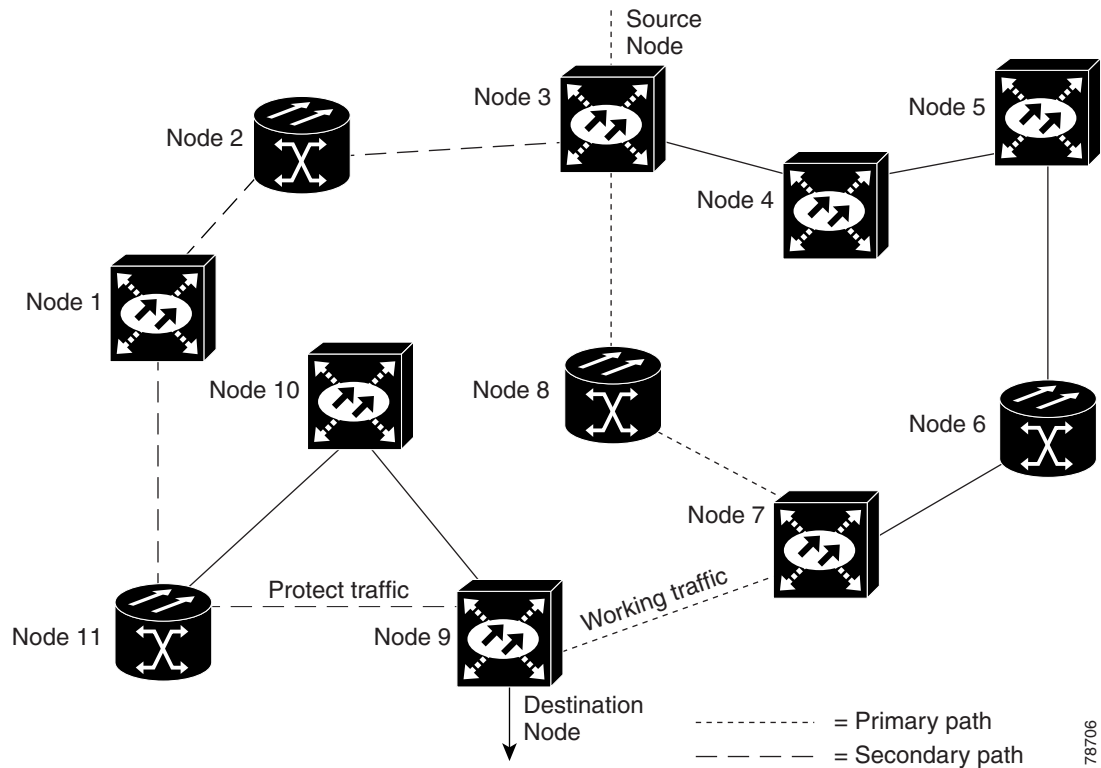 Source
Node
Node 3
Node 5
Node 2
Node 4
Node 1
Node 10
Node 8
Node 6
Node 7
Protect traffic
Working traffic
Node 11
Node 9
Destination
Node
= Primary path
= Secondary path
78706